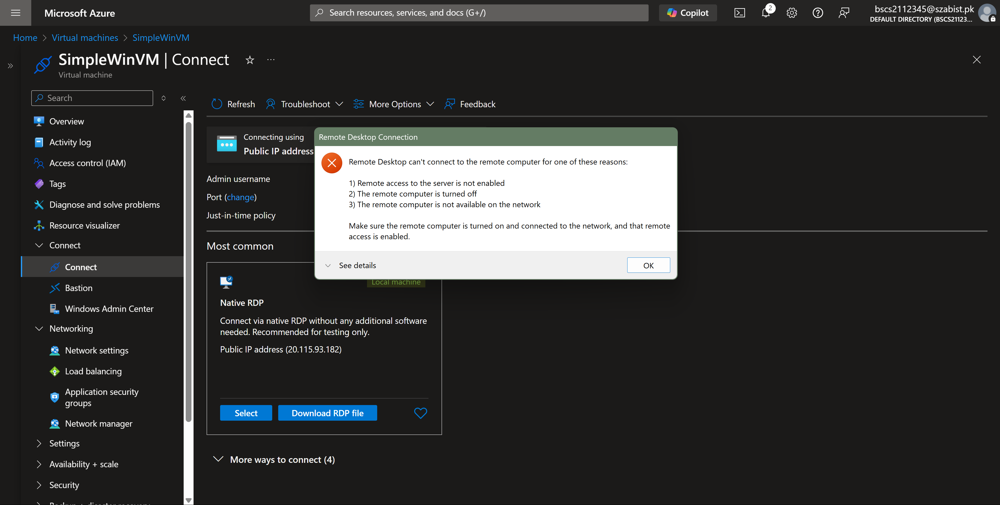 Microsoft Azure
Search resources, services, and docs (G+/)
Copilot
2
bscs2112345@szabist.pk
DEFAULT DIRECTORY (BSCS21123...
Home > Virtual machines > SimpleWinVM
SimpleWinVM | Connect
Virtual machine
Search
Overview
Activity log
Access control (IAM)
Tags
Diagnose and solve problems
Resource visualizer
Connect
Connect
Bastion
Windows Admin Center
Networking
Network settings
Load balancing
Application security
groups
Network manager
Settings
Availability + scale
Security
Refresh
Troubleshoot
More Options
Feedback
Connecting using
Public IP address
Admin username
Port (change)
Just-in-time policy
Remote Desktop Connection
Remote Desktop can't connect to the remote computer for one of these reasons:
1) Remote access to the server is not enabled
2) The remote computer is turned off
3) The remote computer is not available on the network
Make sure the remote computer is turned on and connected to the network, and that remote
access is enabled.
See details
OK
Most common
Local machine
Native RDP
Connect via native RDP without any additional software
needed. Recommended for testing only.
Public IP address (20.115.93.182)
Select
Download RDP file
More ways to connect (4)